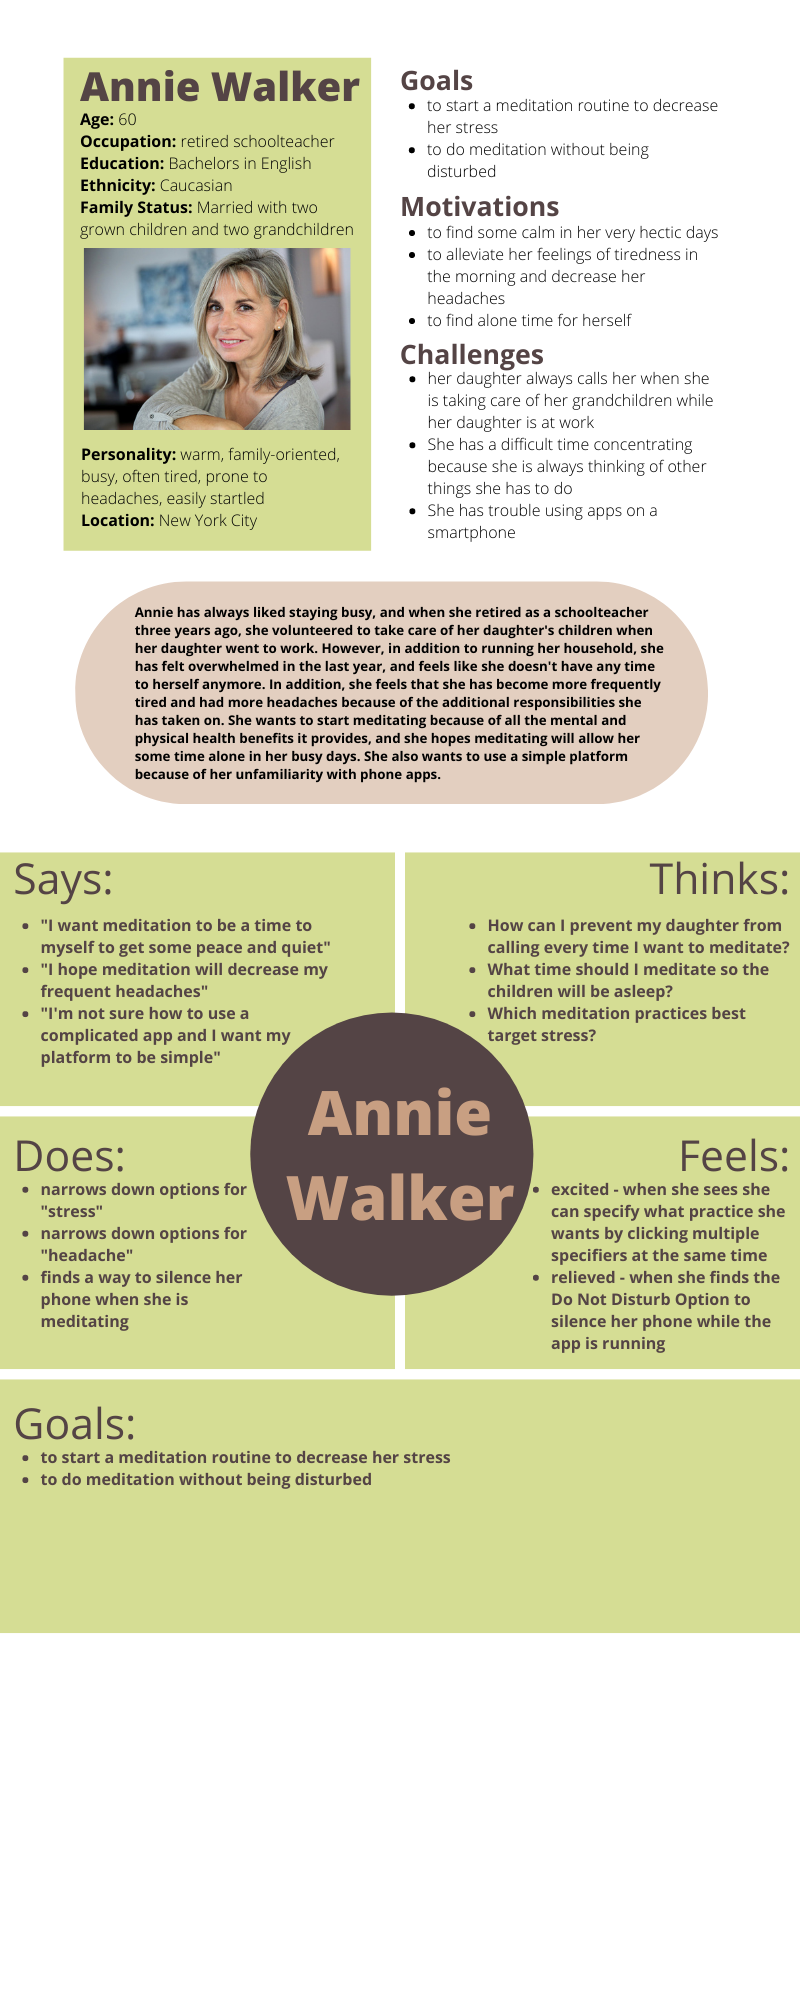 Annie Walker
Age: 60
Occupation: retired schoolteacher
Education: Bachelors in English
Ethnicity: Caucasian
Family Status: Married with two
grown children and two grandchildren
Personality: warm, family-oriented,
busy, often tired, prone to
headaches, easily startled
Location: New York City
Goals
• to start a meditation routine to decrease
her stress
• to do meditation without being
disturbed
Motivations
• to find some calm in her very hectic days
• to alleviate her feelings of tiredness in
the morning and decrease her
headaches
• to find alone time for herself
Challenges
• her daughter always calls her when she
is taking care of her grandchildren while
her daughter is at work
• She has a difficult time concentrating
because she is always thinking of other
things she has to do
• She has trouble using apps on a
smartphone
Annie has always liked staying busy, and when she retired as a schoolteacher
three years ago, she volunteered to take care of her daughter's children when
her daughter went to work. However, in addition to running her household, she
has felt overwhelmed in the last year, and feels like she doesn't have any time
to herself anymore. In addition, she feels that she has become more frequently
tired and had more headaches because of the additional responsibilities she
has taken on. She wants to start meditating because of all the mental and
physical health benefits it provides, and she hopes meditating will allow her
some time alone in her busy days. She also wants to use a simple platform
because of her unfamiliarity with phone apps.
Says:
• "I want meditation to be a time to
myself to get some peace and quiet"
• "I hope meditation will decrease my
frequent headaches"
• "I'm not sure how to use a
complicated app and I want my
platform to be simple"
Thinks:
• How can I prevent my daughter from
calling every time I want to meditate?
• What time should I meditate so the
children will be asleep?
• Which meditation practices best
target stress?
Annie
Walker
Does:
• narrows down options for
"stress"
• narrows down options for
"headache"
• finds a way to silence her
phone when she is
meditating
Feels:
• excited - when she sees she
can specify what practice she
wants by clicking multiple
specifiers at the same time
• relieved - when she finds the
Do Not Disturb Option to
silence her phone while the
app is running
Goals:
• to start a meditation routine to decrease her stress
• to do meditation without being disturbed